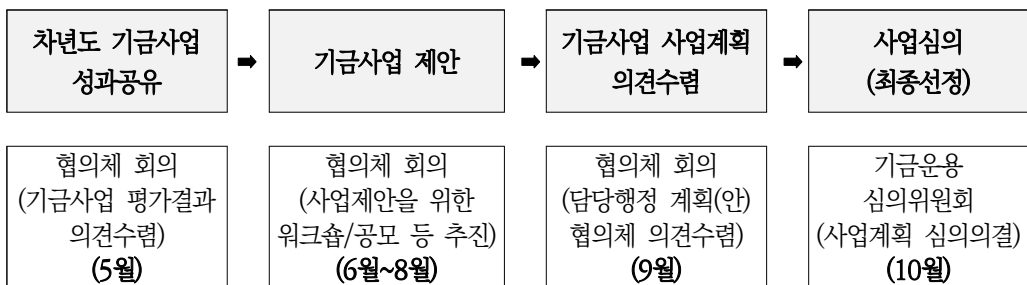 차년도 기금사업
성과공유
➡
기금사업 제안
➡
기금사업 사업계획
의견수렴
➡
사업심의
(최종선정)
협의체 회의
(기금사업 평가결과
의견수렴)
(5월)
협의체 회의
(사업제안을 위한
워크숍/공모 등 추진)
(6월~8월)
협의체 회의
(담당행정 계획(안)
협의체 의견수렴)
(9월)
기금운용
심의위원회
(사업계획 심의의결)
(10월)